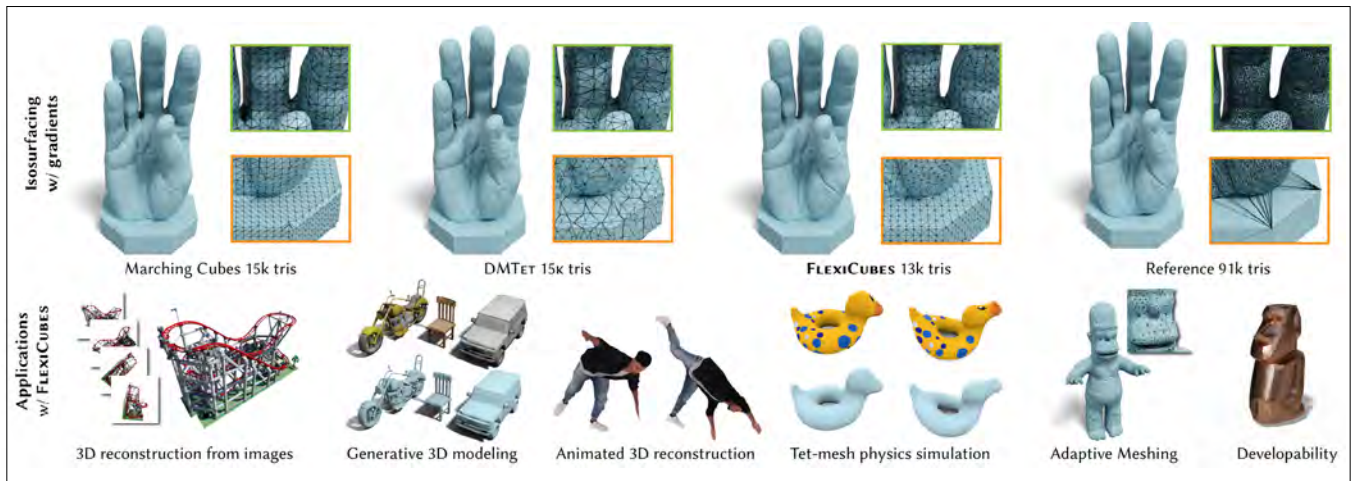 Isosurfacing
w/ gradients
Marching Cubes 15k tris
DMTet 15k tris
FlexiCubes 13k tris
Reference 91k tris
Applications
w/ FlexiCubes
3D reconstruction from images
Generative 3D modeling
Animated 3D reconstruction
Tet-mesh physics simulation
Adaptive Meshing
Developability